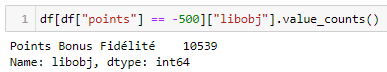 1 df[df["points"] == -500]["libobj"].value_counts()
Points Bonus Fidélité    10539
Name: libobj, dtype: int64